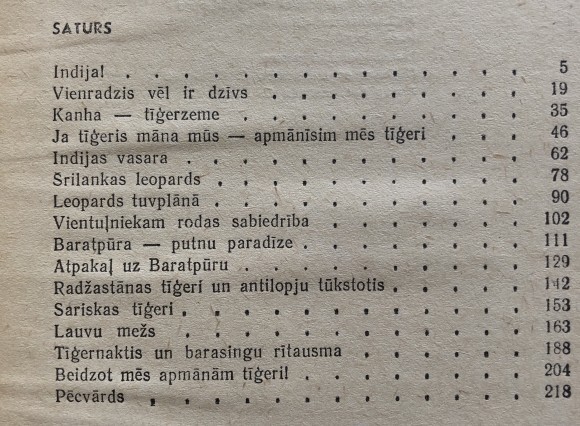 SATURS
Indija! . . . . . . . . . . . . . . 5
Vienradzis vēl ir dzīvs . . . . . . . . . 19
Kanha — tīģerzeme . . . . . . . . . . 35
Ja tīģeris māna mūs — apmānīsim mēs tīģeri . . . 46
Indijas vasara . . . . . . . . . . . . 62
Srilankas leopards . . . . . . . . . . . 78
Leopards tuvplānā . . . . . . . . . . . 90
Vientuļniekam rodas sabiedrība . . . . . . . 102
Baratpūra — putnu paradīze . . . . . . . . 111
Atpakaļ uz Baratpūru . . . . . . . . . . 129
Radžastānas tīģeri un antilopju tūkstotis . . . . . 142
Sariskas tīģeri . . . . . . . . . . . . 153
Lauvu mežs . . . . . . . . . . . . 163
Tīģernaktis un barasingu rītausma . . . . . . 188
Beidzot mēs apmānām tīģeri! . . . . . . . 204
Pēcvārds . . . . . . . . . . . . . 218